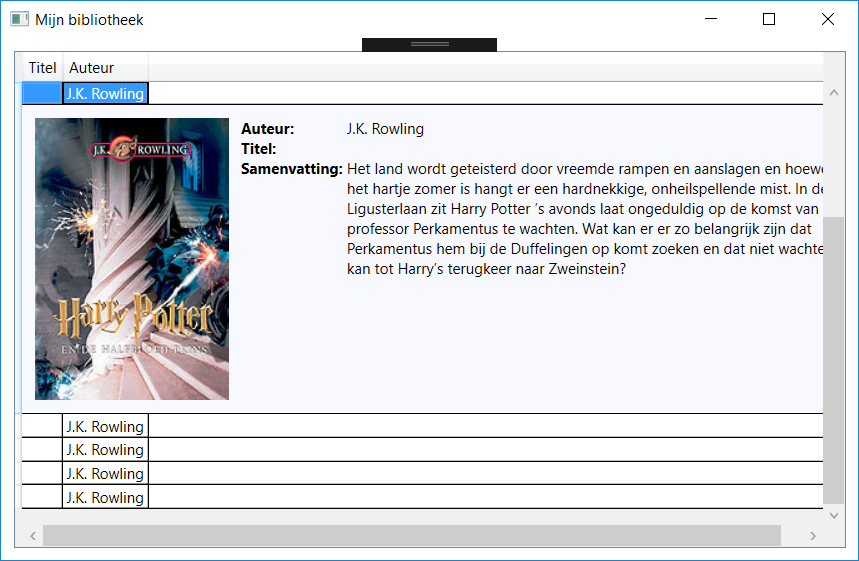 Mijn bibliotheek
Titel Auteur
J.K. Rowling
J.K. ROWLING
Harry Potter
EN DE HALFBLOED PRINS
Auteur: J.K. Rowling
Titel:
Samenvatting: Het land wordt geteisterd door vreemde rampen en aanslagen en hoewe
het hartje zomer is hangt er een hardnekkige, onheilspellende mist. In de
Ligusterlaan zit Harry Potter ’s avonds laat ongeduldig op de komst van
professor Perkamentus te wachten. Wat kan er er zo belangrijk zijn dat
Perkamentus hem bij de Duffelingen op komt zoeken en dat niet wachte
kan tot Harry’s terugkeer naar Zweinstein?
J.K. Rowling
J.K. Rowling
J.K. Rowling
J.K. Rowling